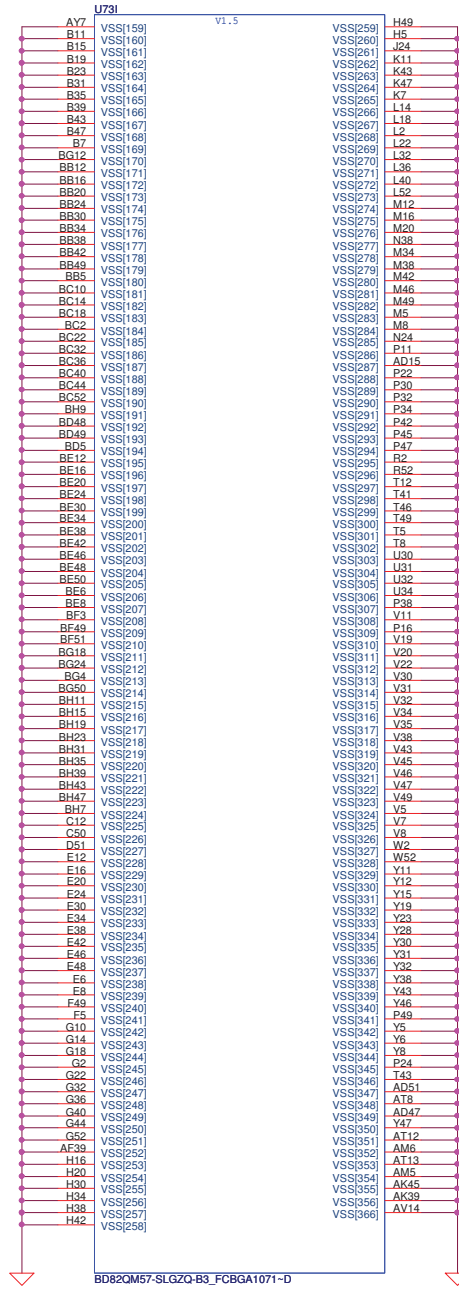 U73I
V1.5
AY7 VSS[159] VSS[259] H49
B11 VSS[160] VSS[260] H5
B15 VSS[161] VSS[261] J24
B19 VSS[162] VSS[262] K11
B23 VSS[163] VSS[263] K43
B31 VSS[164] VSS[264] K47
B35 VSS[165] VSS[265] K7
B39 VSS[166] VSS[266] L14
B43 VSS[167] VSS[267] L18
B47 VSS[168] VSS[268] L2
B7 VSS[169] VSS[269] L22
BG12 VSS[170] VSS[270] L32
BB12 VSS[171] VSS[271] L36
BB16 VSS[172] VSS[272] L40
BB20 VSS[173] VSS[273] L52
BB24 VSS[174] VSS[274] M12
BB30 VSS[175] VSS[275] M16
BB34 VSS[176] VSS[276] M20
BB38 VSS[177] VSS[277] N38
BB42 VSS[178] VSS[278] M34
BB49 VSS[179] VSS[279] M38
BB5 VSS[180] VSS[280] M42
BC10 VSS[181] VSS[281] M46
BC14 VSS[182] VSS[282] M49
BC18 VSS[183] VSS[283] M5
BC2 VSS[184] VSS[284] M8
BC22 VSS[185] VSS[285] N24
BC32 VSS[186] VSS[286] P11
BC36 VSS[187] VSS[287] AD15
BC40 VSS[188] VSS[288] P22
BC44 VSS[189] VSS[289] P30
BC52 VSS[190] VSS[290] P32
BH9 VSS[191] VSS[291] P34
BD48 VSS[192] VSS[292] P42
BD49 VSS[193] VSS[293] P45
BD5 VSS[194] VSS[294] P47
BE12 VSS[195] VSS[295] R2
BE16 VSS[196] VSS[296] R52
BE20 VSS[197] VSS[297] T12
BE24 VSS[198] VSS[298] T41
BE30 VSS[199] VSS[299] T46
BE34 VSS[200] VSS[300] T49
BE38 VSS[201] VSS[301] T5
BE42 VSS[202] VSS[302] T8
BE46 VSS[203] VSS[303] U30
BE48 VSS[204] VSS[304] U31
BE50 VSS[205] VSS[305] U32
BE6 VSS[206] VSS[306] U34
BE8 VSS[207] VSS[307] P38
BF3 VSS[208] VSS[308] V11
BF49 VSS[209] VSS[309] P16
BF51 VSS[210] VSS[310] V19
BG18 VSS[211] VSS[311] V20
BG24 VSS[212] VSS[312] V22
BG4 VSS[213] VSS[313] V30
BG50 VSS[214] VSS[314] V31
BH11 VSS[215] VSS[315] V32
BH15 VSS[216] VSS[316] V34
BH19 VSS[217] VSS[317] V35
BH23 VSS[218] VSS[318] V38
BH31 VSS[219] VSS[319] V43
BH35 VSS[220] VSS[320] V45
BH39 VSS[221] VSS[321] V46
BH43 VSS[222] VSS[322] V47
BH47 VSS[223] VSS[323] V49
BH7 VSS[224] VSS[324] V5
C12 VSS[225] VSS[325] V7
C50 VSS[226] VSS[326] V8
D51 VSS[227] VSS[327] W2
E12 VSS[228] VSS[328] W52
E16 VSS[229] VSS[329] Y11
E20 VSS[230] VSS[330] Y12
E24 VSS[231] VSS[331] Y15
E30 VSS[232] VSS[332] Y19
E34 VSS[233] VSS[333] Y23
E38 VSS[234] VSS[334] Y28
E42 VSS[235] VSS[335] Y30
E46 VSS[236] VSS[336] Y31
E48 VSS[237] VSS[337] Y32
E6 VSS[238] VSS[338] Y38
E8 VSS[239] VSS[339] Y43
F49 VSS[240] VSS[340] Y46
F5 VSS[241] VSS[341] P49
G10 VSS[242] VSS[342] Y5
G14 VSS[243] VSS[343] Y6
G18 VSS[244] VSS[344] Y8
G2 VSS[245] VSS[345] P24
G22 VSS[246] VSS[346] T43
G32 VSS[247] VSS[347] AD51
G36 VSS[248] VSS[348] AT8
G40 VSS[249] VSS[349] AD47
G44 VSS[250] VSS[350] Y47
G52 VSS[251] VSS[351] AT12
AF39 VSS[252] VSS[352] AM6
H16 VSS[253] VSS[353] AT13
H20 VSS[254] VSS[354] AM5
H30 VSS[255] VSS[355] AK45
H34 VSS[256] VSS[356] AK39
H38 VSS[257] VSS[366] AV14
H42 VSS[258]
BD82QM57-SLGZQ-B3_FCBGA1071~D